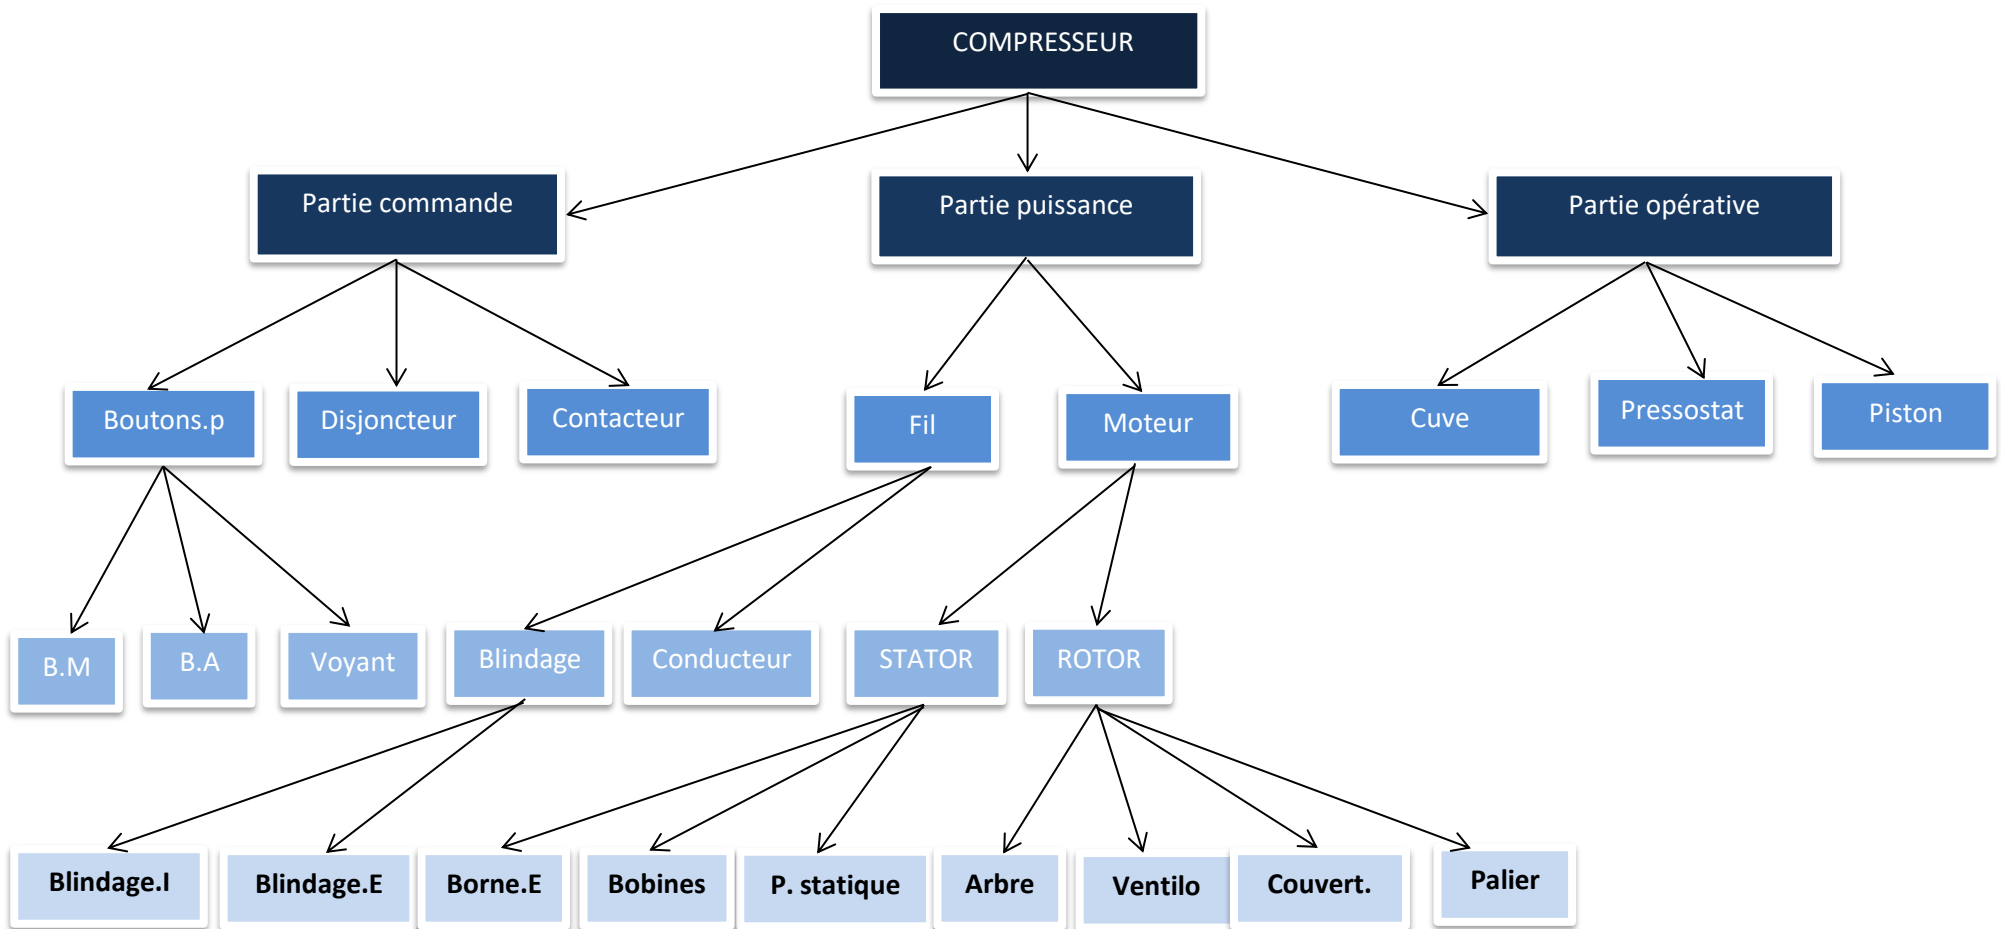 COMPRESSEUR
Partie commande
Partie puissance
Partie opérative
Boutons.p
Disjoncteur
Contacteur
Fil
Moteur
Cuve
Pressostat
Piston
B.M
B.A
Voyant
Blindage
Conducteur
STATOR
ROTOR
Blindage.I
Blindage.E
Borne.E
Bobines
P. statique
Arbre
Ventilo
Couvert.
Palier